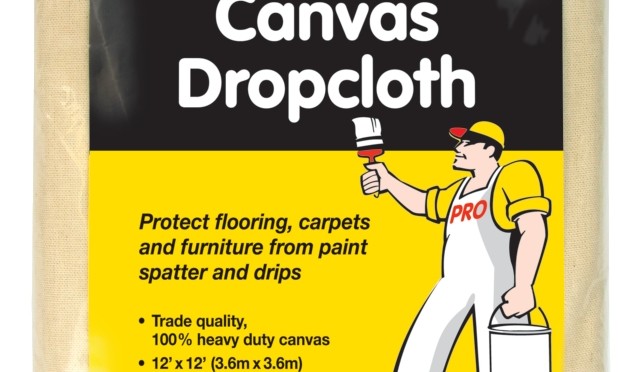 Canvas
Dropcloth
PRO
Protect flooring, carpets
and furniture from paint
spatter and drips
• Trade quality,
100% heavy duty canvas
• 12' x 12' (3.6m x 3.6m)